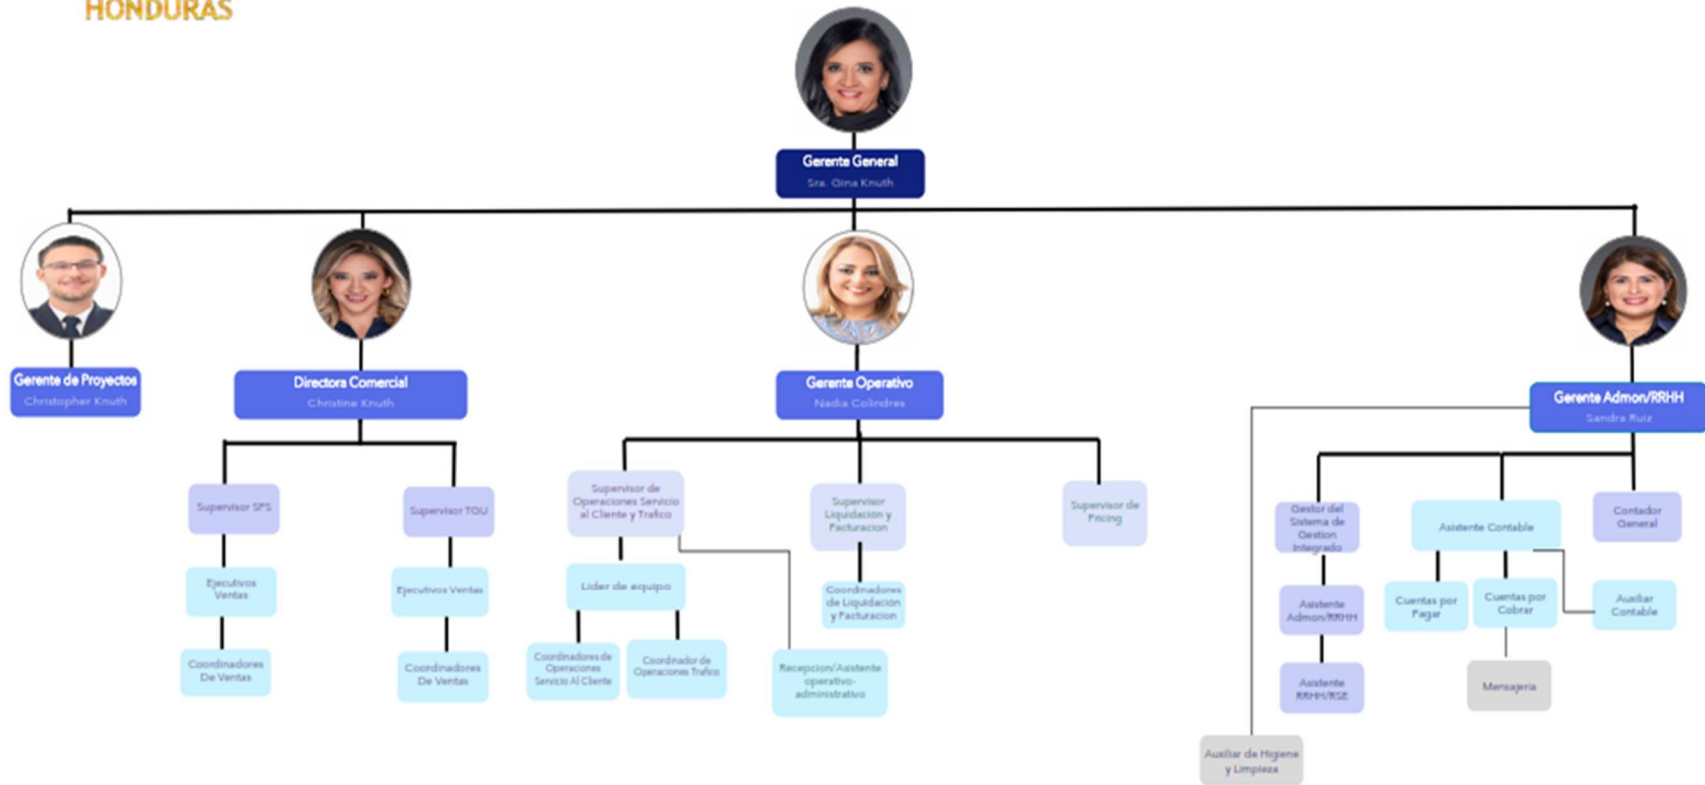 HONDURAS
Gerente General
Sra. Gina Knuth
Gerente de Proyectos
Christopher Knuth
Directora Comercial
Christine Knuth
Gerente Operativo
Nadia Colindres
Gerente Admon/RRHH
Sandra Ruiz
Supervisor SPS
Supervisor TGU
Supervisor de
Operaciones Servicio
al Cliente y Trafico
Supervisor
Liquidación y
Facturacion
Supervisor de
Pricing
Gestor del
Sistema de
Gestion
Integrado
Asistente Contable
Contador
General
Ejecutivos
Ventas
Ejecutivos Ventas
Lider de equipo
Coordinadores
de Liquidación
y Facturacion
Asistente
Admon/RRHH
Cuentas por
Pagar
Cuentas por
Cobrar
Auxiliar
Contable
Coordinadores
De Ventas
Coordinadores
De Ventas
Coordinadores de
Operaciones
Servicio Al Cliente
Coordinador de
Operaciones Trafico
Recepcion/Asistente
operativo-
administrativo
Asistente
RRHH/RSE
Mensajería
Auxiliar de Higiene
y Limpieza